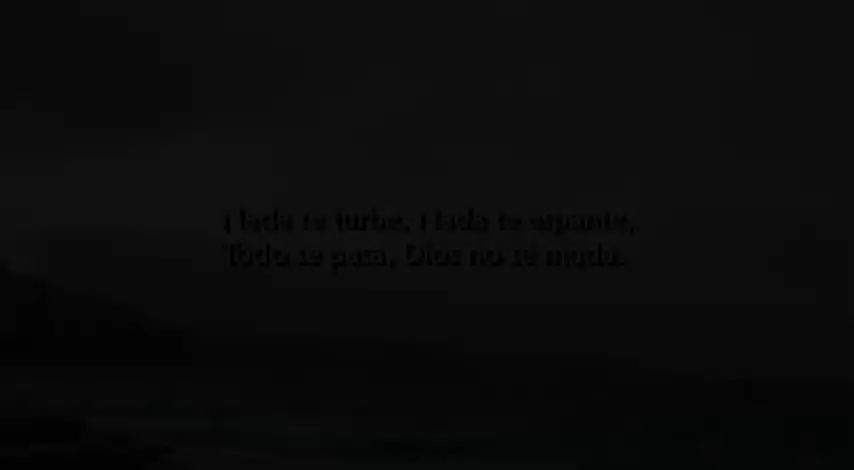 Nada te turbe, Nada te espante,
Todo se pasa, Dios no se muda.